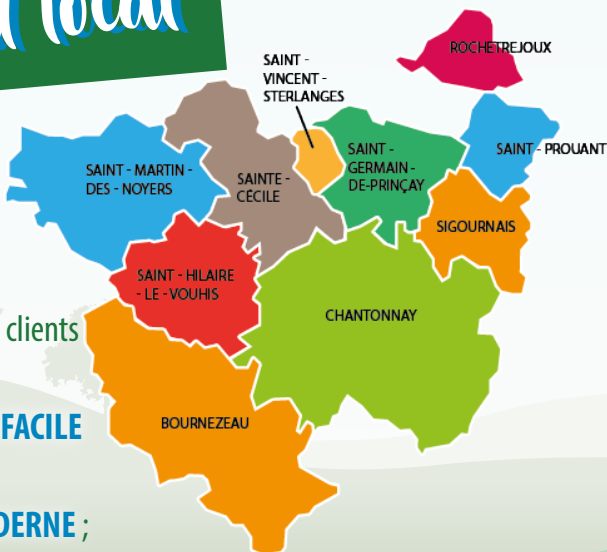 local
ROCHETREJOUX
SAINT -
VINCENT -
STERLANGES
SAINT - PROUANT
SAINT -
GERMAIN -
DE-PRINÇAY
SAINT - MARTIN -
DES - NOYERS
SAINTE -
CÉCILE
SIGOURNAIS
SAINT - HILAIRE
- LE - VOUHIS
CHANTONNAY
clients
BOURNEZEAU
FACILE
DERNE ;